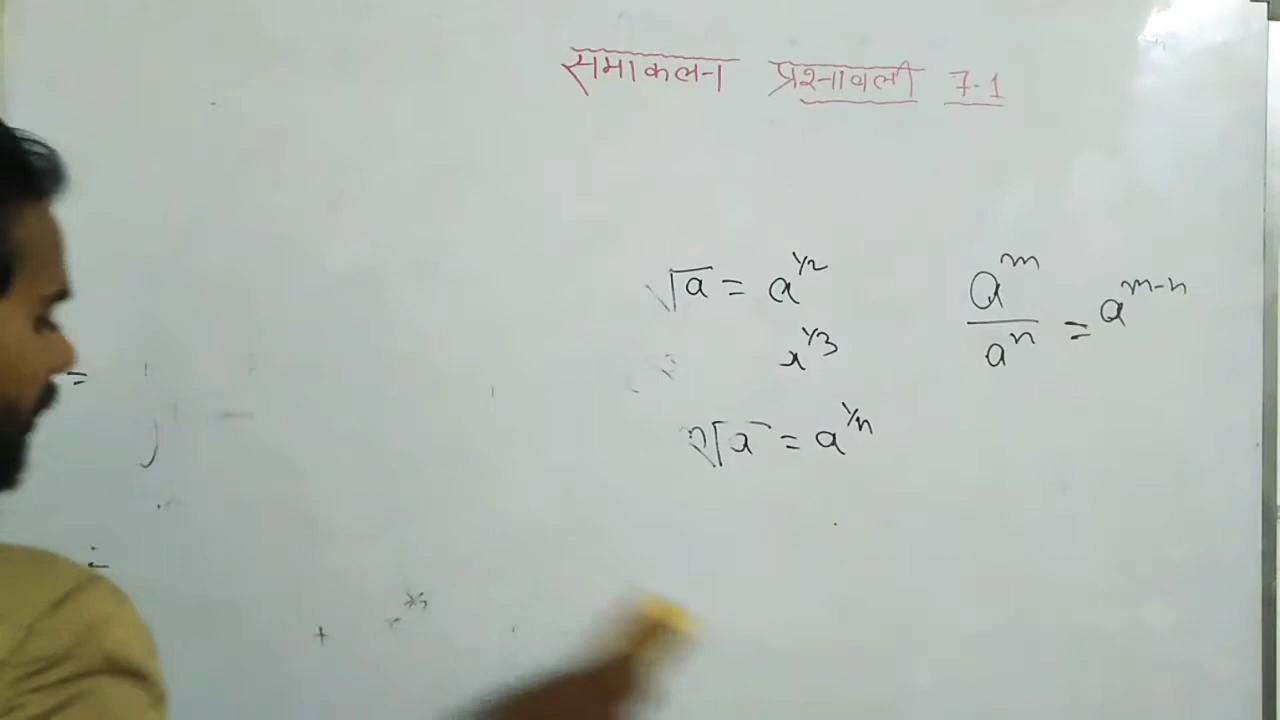 समाकलन प्रश्नावली 7.1
√a = a^1/2
x^1/3
a^m / a^n = a^m-n
ⁿ√a = a^1/n